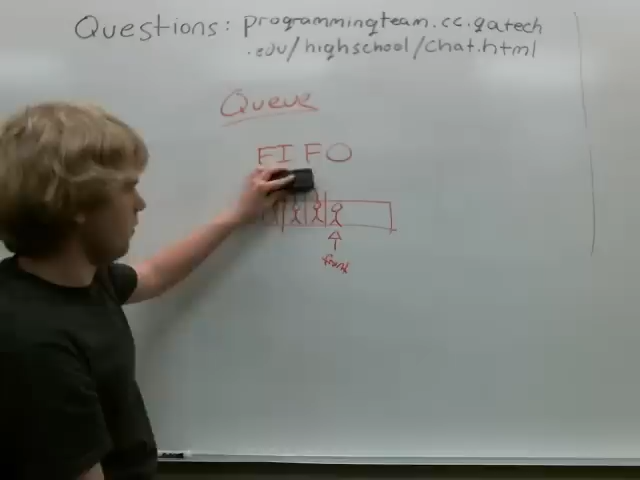 Questions: programmingteam.cc.gatech
.edu/highschool/chat.html
Queue
FIFO
front